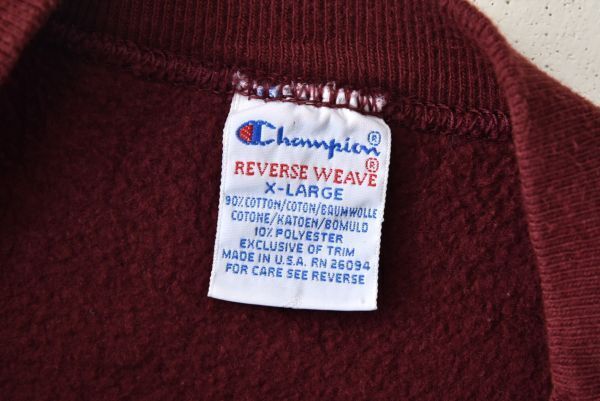 Champion®
REVERSE WEAVE®
X-LARGE
90% COTTON/COTON/BAUMWOLLE
COTONE/KATOEN/BOMULD
10% POLYESTER
EXCLUSIVE OF TRIM
MADE IN U.S.A. RN 26094
FOR CARE SEE REVERSE